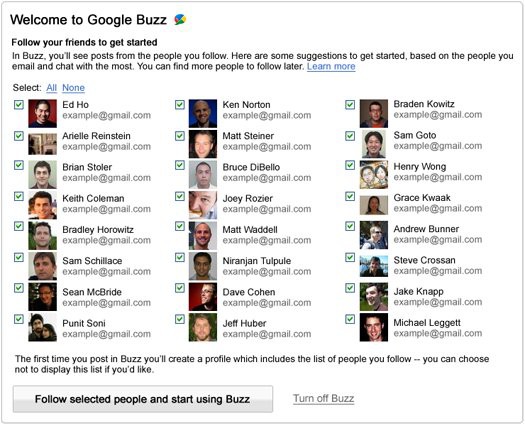 Welcome to Google Buzz
Follow your friends to get started
In Buzz, you'll see posts from the people you follow. Here are some suggestions to get started, based on the people you
email and chat with the most. You can find more people to follow later. Learn more
Select: All None
Ed Ho
example@gmail.com
Ken Norton
example@gmail.com
Braden Kowitz
example@gmail.com
Arielle Reinstein
example@gmail.com
Matt Steiner
example@gmail.com
Sam Goto
example@gmail.com
Brian Stoler
example@gmail.com
Bruce DiBello
example@gmail.com
Henry Wong
example@gmail.com
Keith Coleman
example@gmail.com
Joey Rozier
example@gmail.com
Grace Kwaak
example@gmail.com
Bradley Horowitz
example@gmail.com
Matt Waddell
example@gmail.com
Andrew Bunner
example@gmail.com
Sam Schillace
example@gmail.com
Niranjan Tulpule
example@gmail.com
Steve Crossan
example@gmail.com
Sean McBride
example@gmail.com
Dave Cohen
example@gmail.com
Jake Knapp
example@gmail.com
Punit Soni
example@gmail.com
Jeff Huber
example@gmail.com
Michael Leggett
example@gmail.com
The first time you post in Buzz you'll create a profile which includes the list of people you follow -- you can choose
not to display this list if you'd like.
Follow selected people and start using Buzz
Turn off Buzz